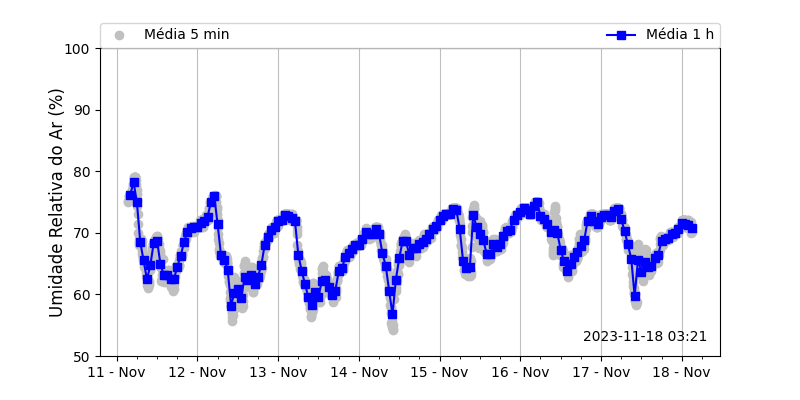 Média 5 min Média 1 h
100
90
80
70
60
50
Umidade Relativa do Ar (%)
2023-11-18 03:21
11 - Nov 12 - Nov 13 - Nov 14 - Nov 15 - Nov 16 - Nov 17 - Nov 18 - Nov